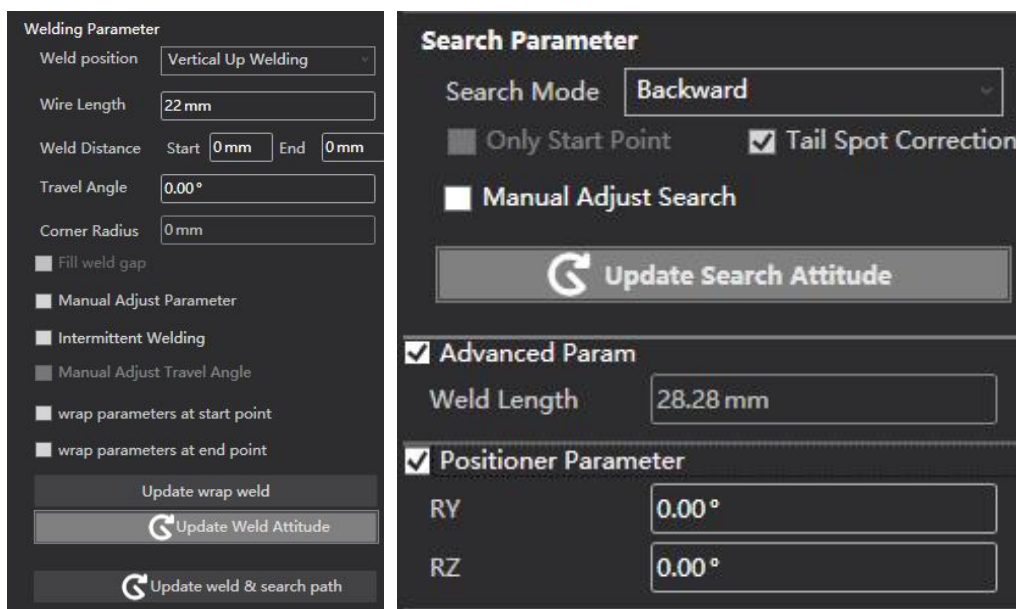 Welding Parameter
Weld position Vertical Up Welding
Wire Length 22 mm
Weld Distance Start 0 mm End 0 mm
Travel Angle 0.00 °
Corner Radius 0 mm
Fill weld gap
Manual Adjust Parameter
Intermittent Welding
Manual Adjust Travel Angle
wrap parameters at start point
wrap parameters at end point
Update wrap weld
Update Weld Attitude
Update weld & search path
Search Parameter
Search Mode Backward
Only Start Point Tail Spot Correction
Manual Adjust Search
Update Search Attitude
Advanced Param
Weld Length 28.28 mm
Positioner Parameter
RY 0.00 °
RZ 0.00 °